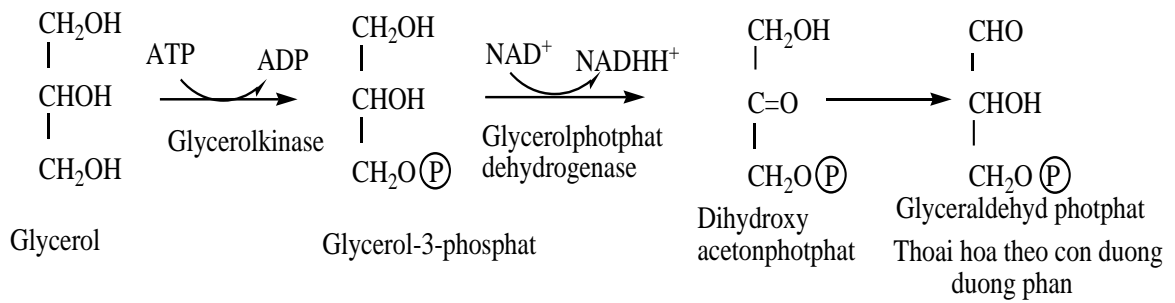 CH₂OH
CHOH
CH₂OH
Glycerol
ATP
ADP
Glycerolkinase
CH₂OH
CHOH
CH₂O P
Glycerol-3-phosphat
NAD⁺
NADHH⁺
Glycerolphotphat
dehydrogenase
CH₂OH
C=O
CH₂O P
Dihydroxy
acetonphotphat
CHO
CHOH
CH₂O P
Glyceraldehyd photphat
Thoai hoa theo con duong
duong phan